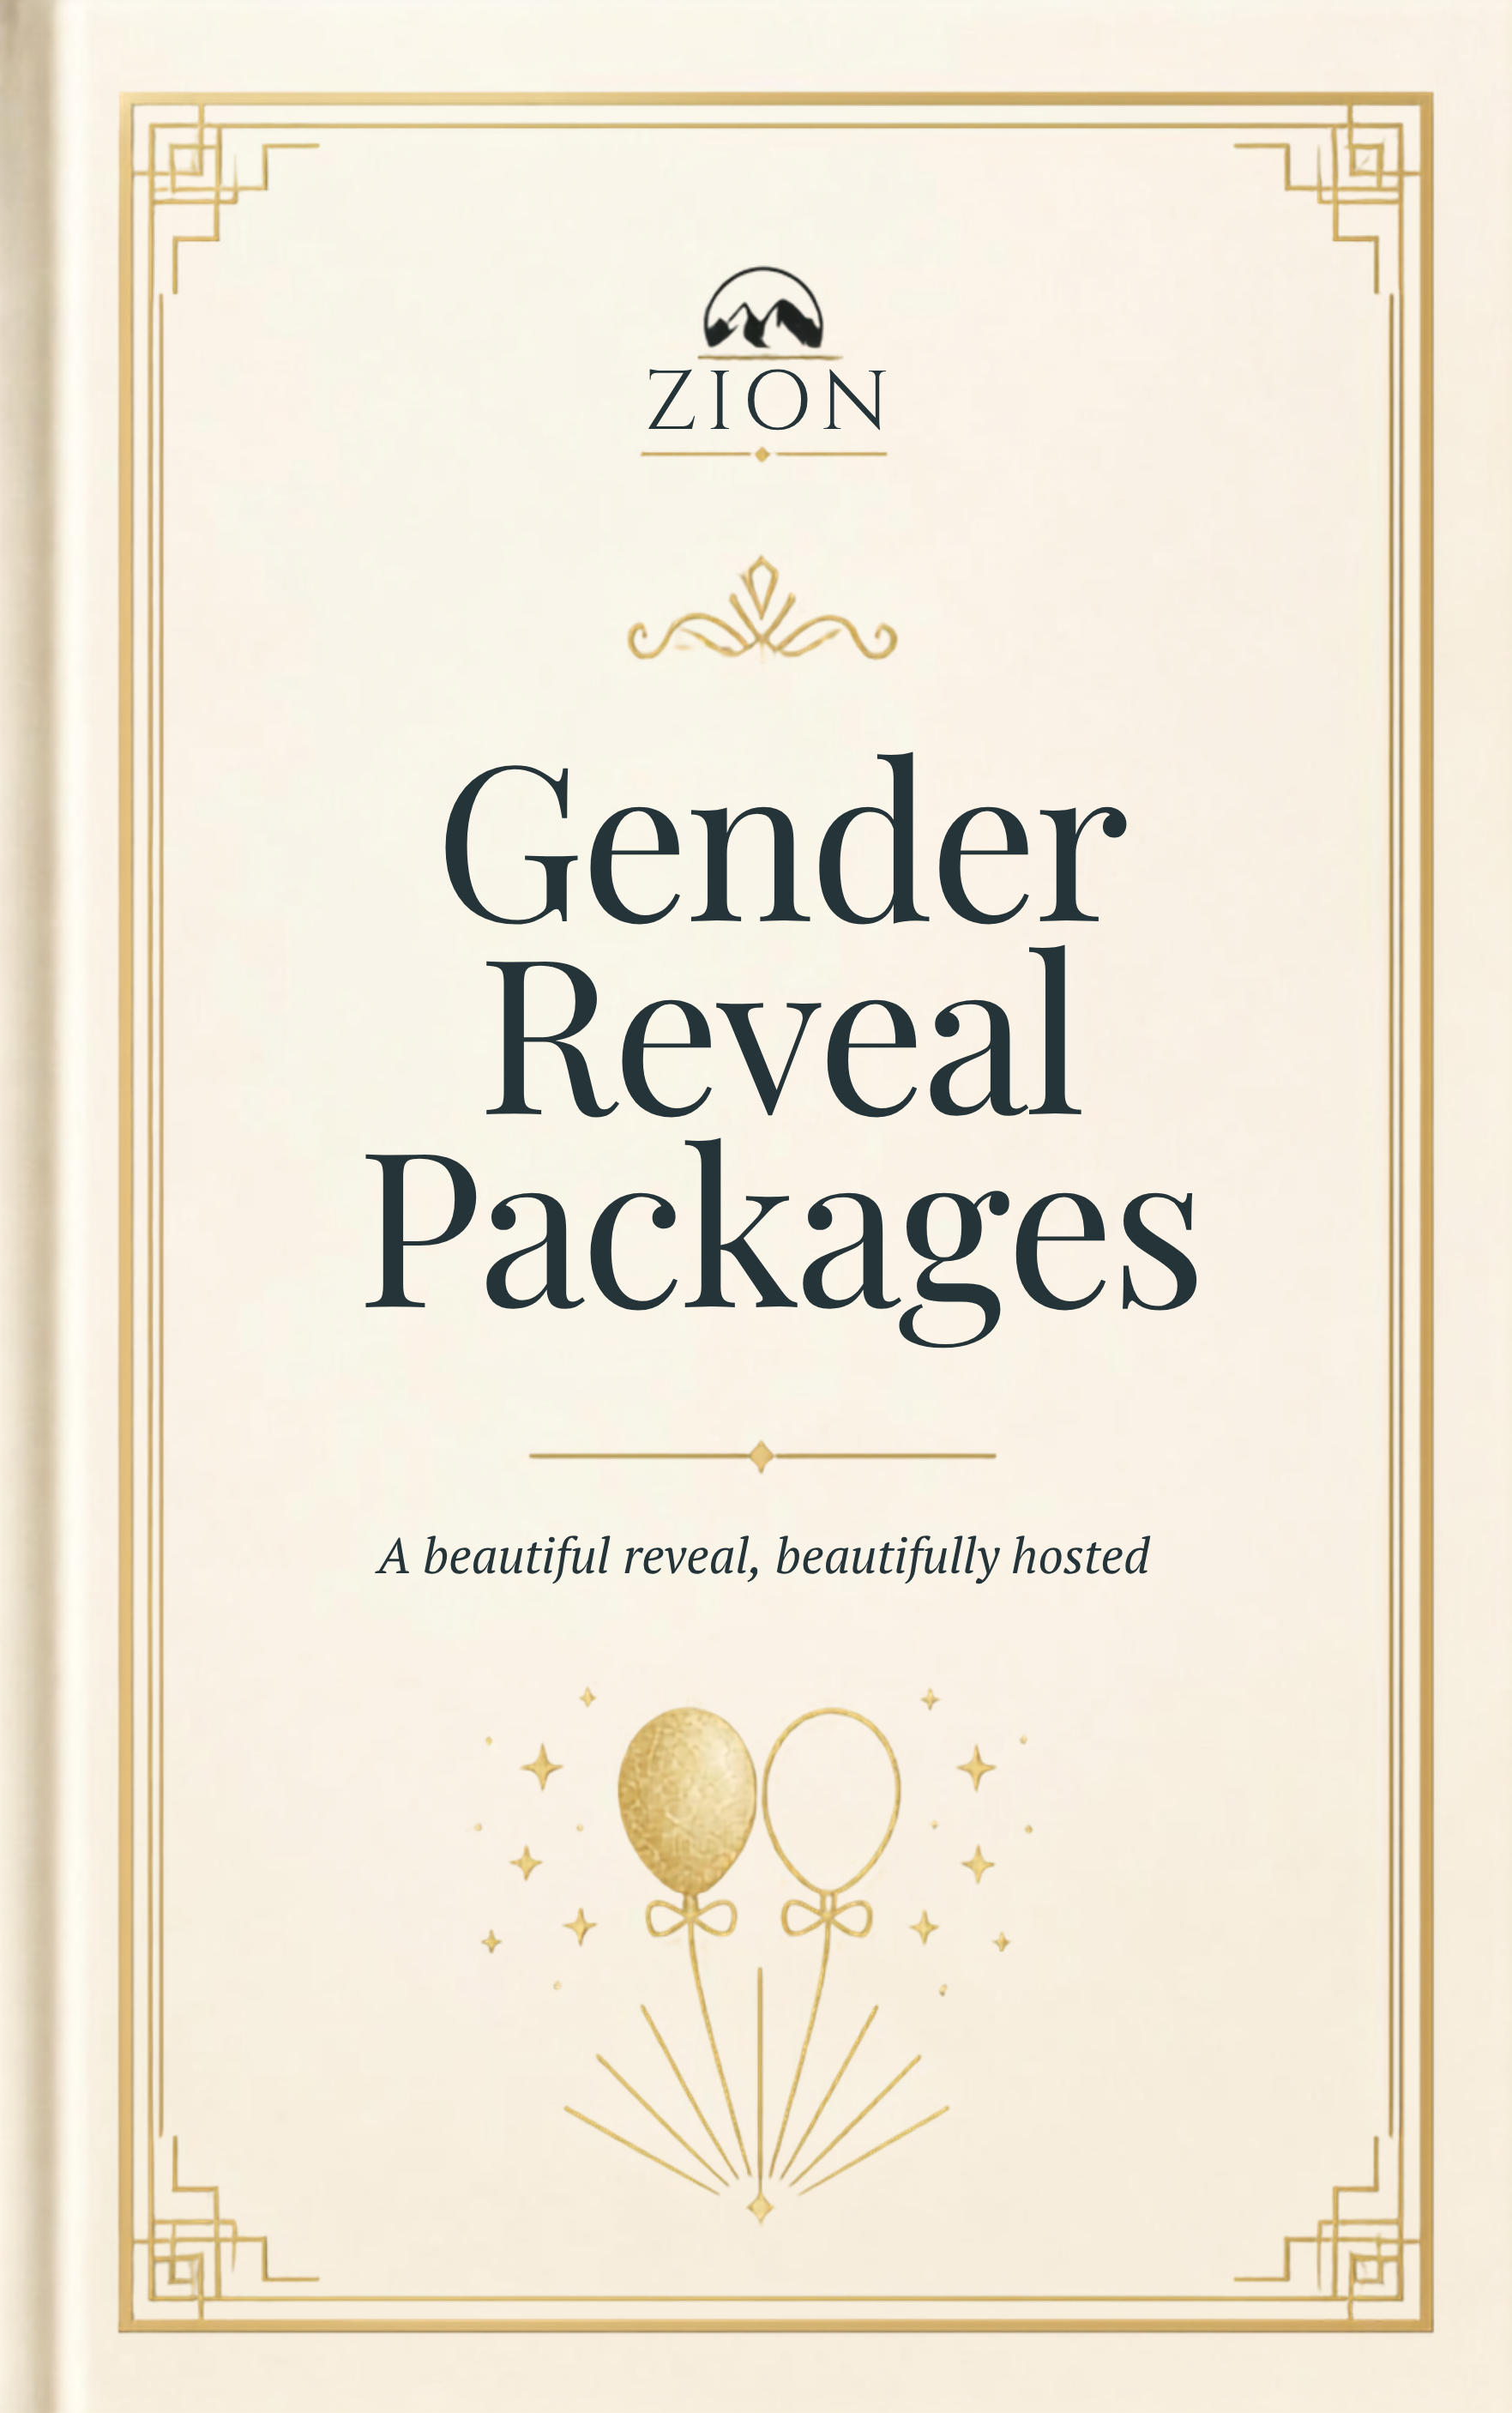 ZION
Gender
Reveal
Packages
A beautiful reveal, beautifully hosted